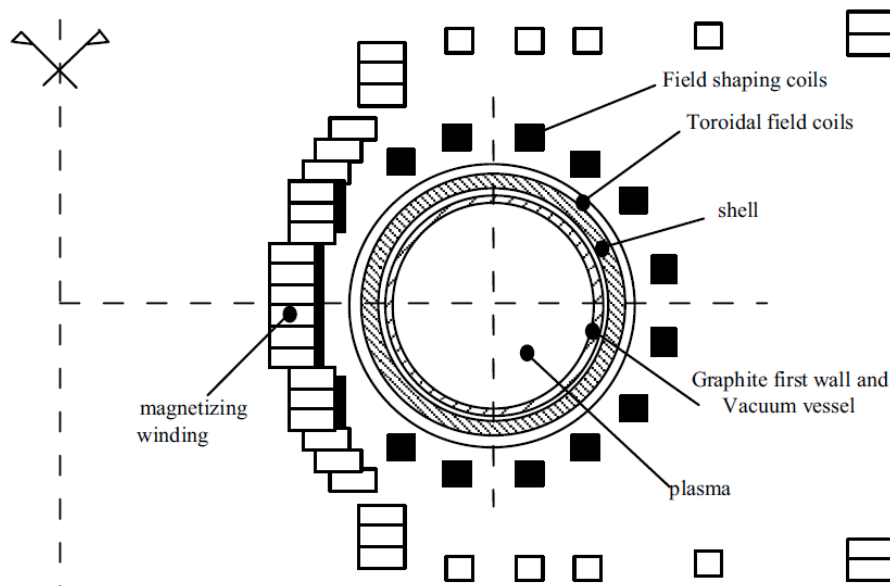 Field shaping coils
Toroidal field coils
shell
Graphite first wall and
Vacuum vessel
magnetizing
winding
plasma